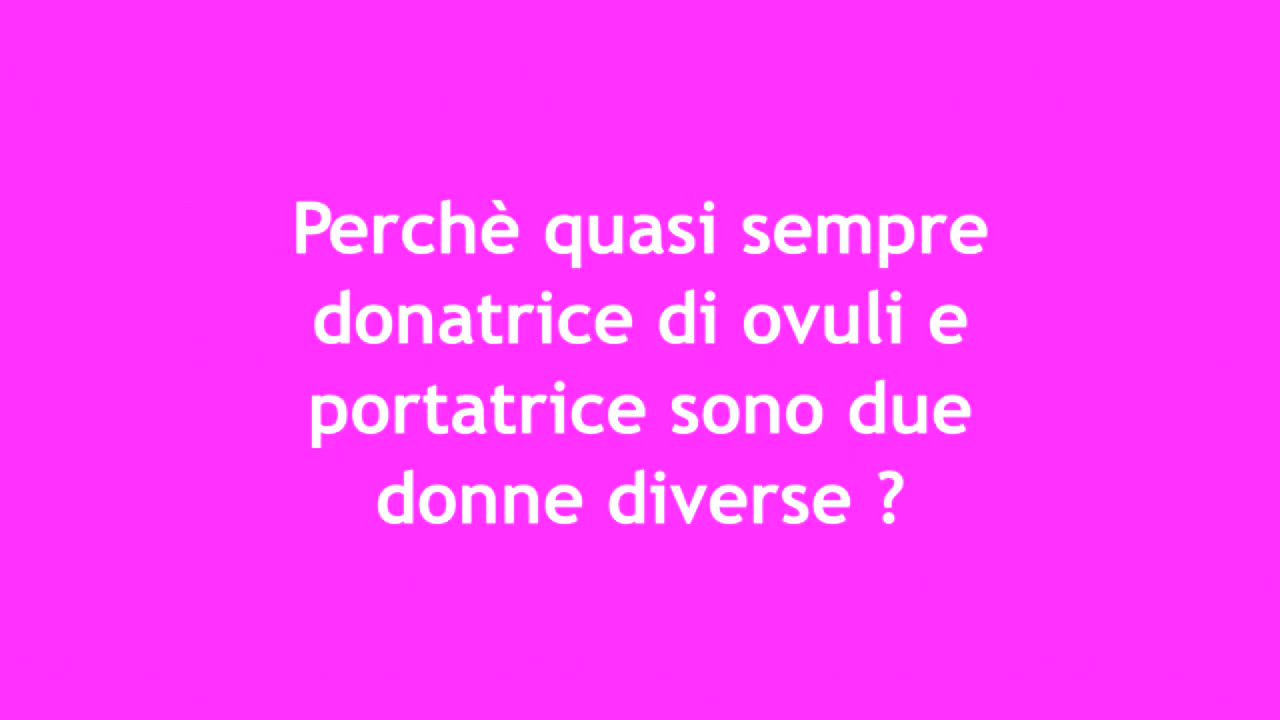 Perchè quasi sempre
donatrice di ovuli e
portatrice sono due
donne diverse ?